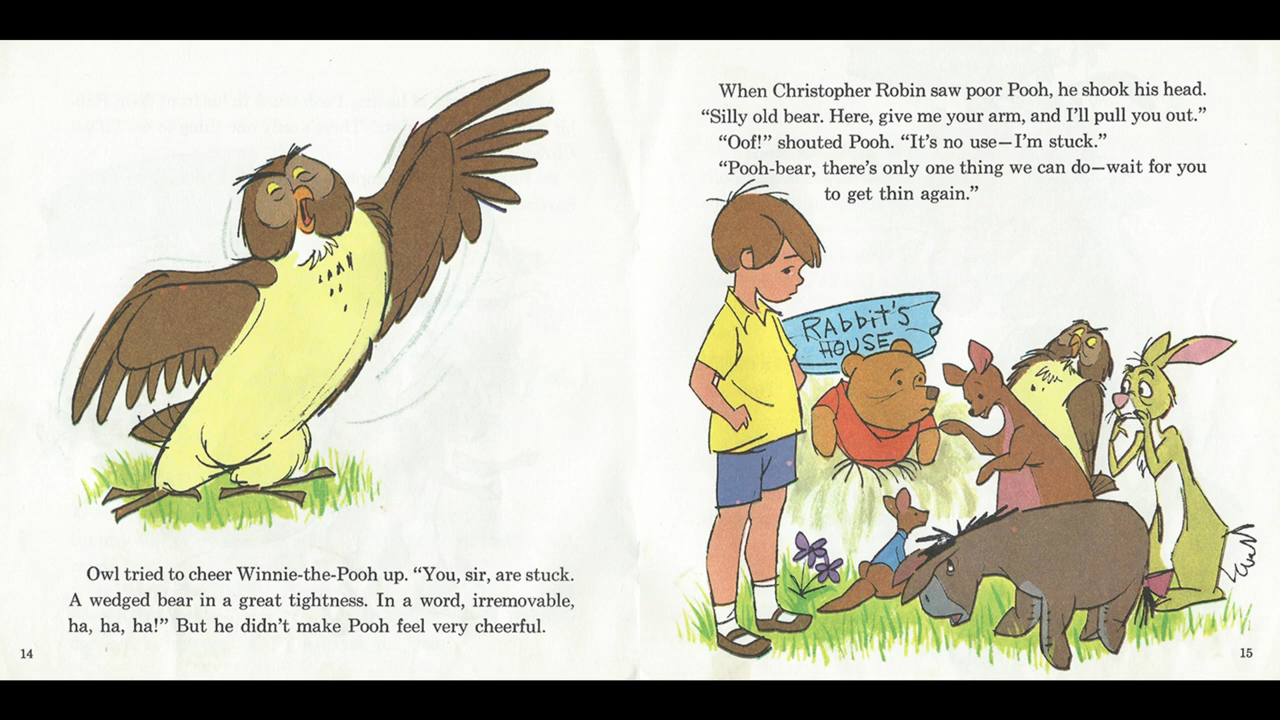 Owl tried to cheer Winnie-the-Pooh up. “You, sir, are stuck.
A wedged bear in a great tightness. In a word, irremovable,
ha, ha, ha!” But he didn’t make Pooh feel very cheerful.
14
When Christopher Robin saw poor Pooh, he shook his head.
“Silly old bear. Here, give me your arm, and I’ll pull you out.”
“Oof!” shouted Pooh. “It’s no use—I’m stuck.”
“Pooh-bear, there’s only one thing we can do—wait for you
to get thin again.”
RAbbit’S
HOUSE
15